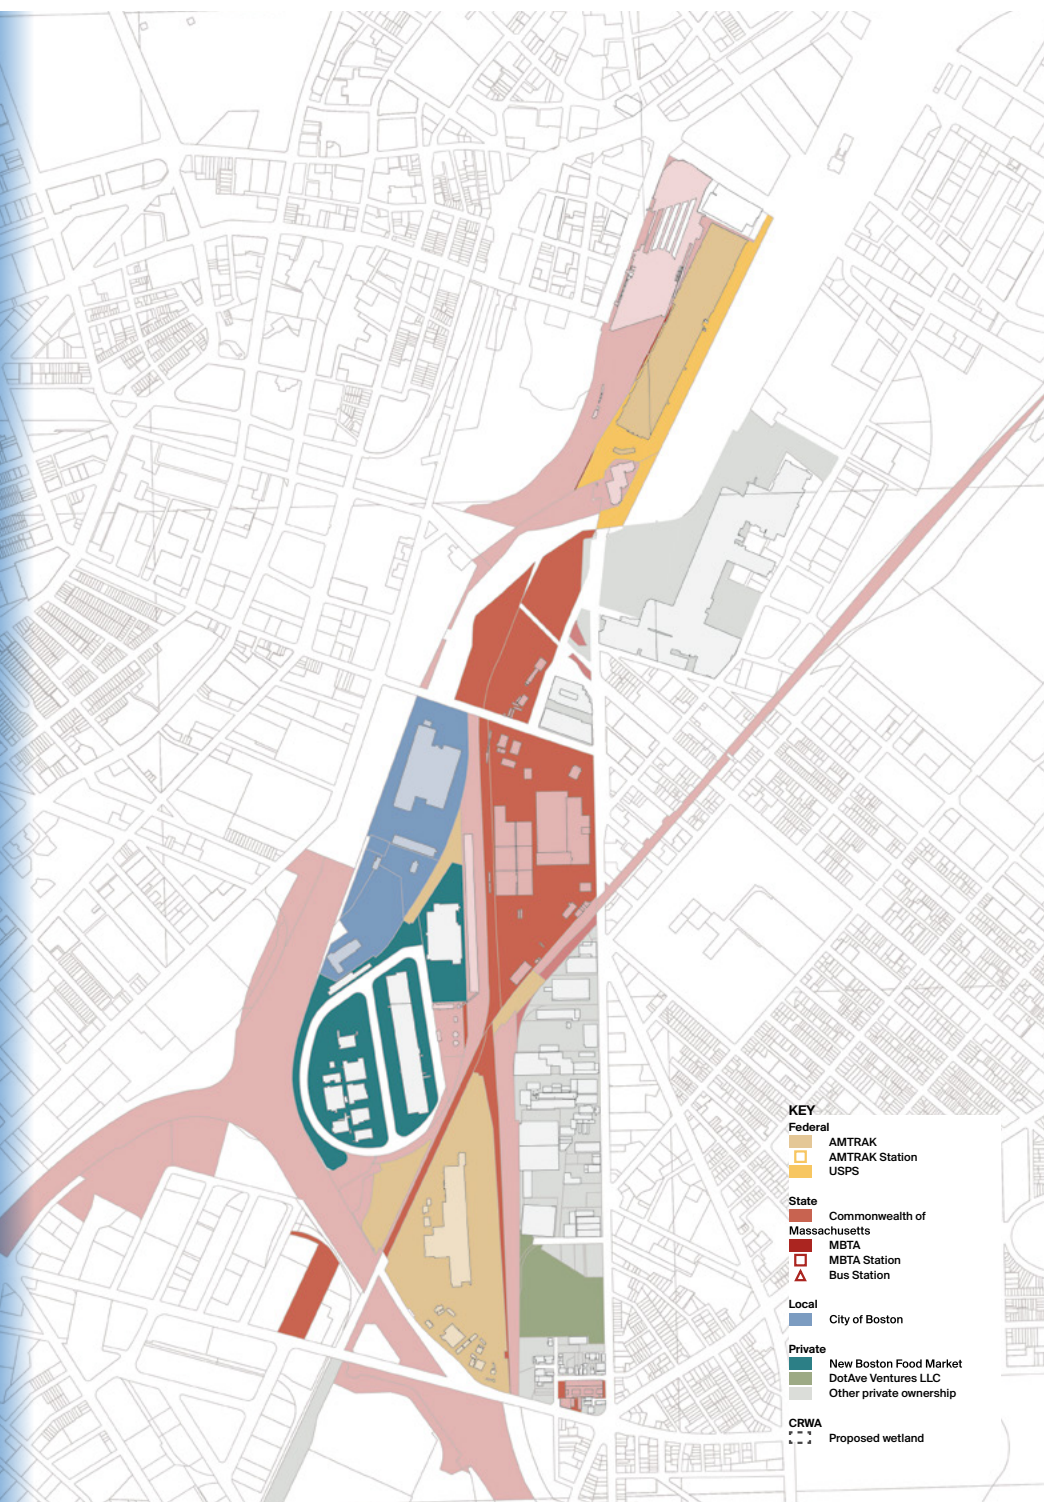 KEY
Federal
AMTRAK
AMTRAK Station
USPS
State
Commonwealth of
Massachusetts
MBTA
MBTA Station
Bus Station
Local
City of Boston
Private
New Boston Food Market
DotAve Ventures LLC
Other private ownership
CRWA
Proposed wetland